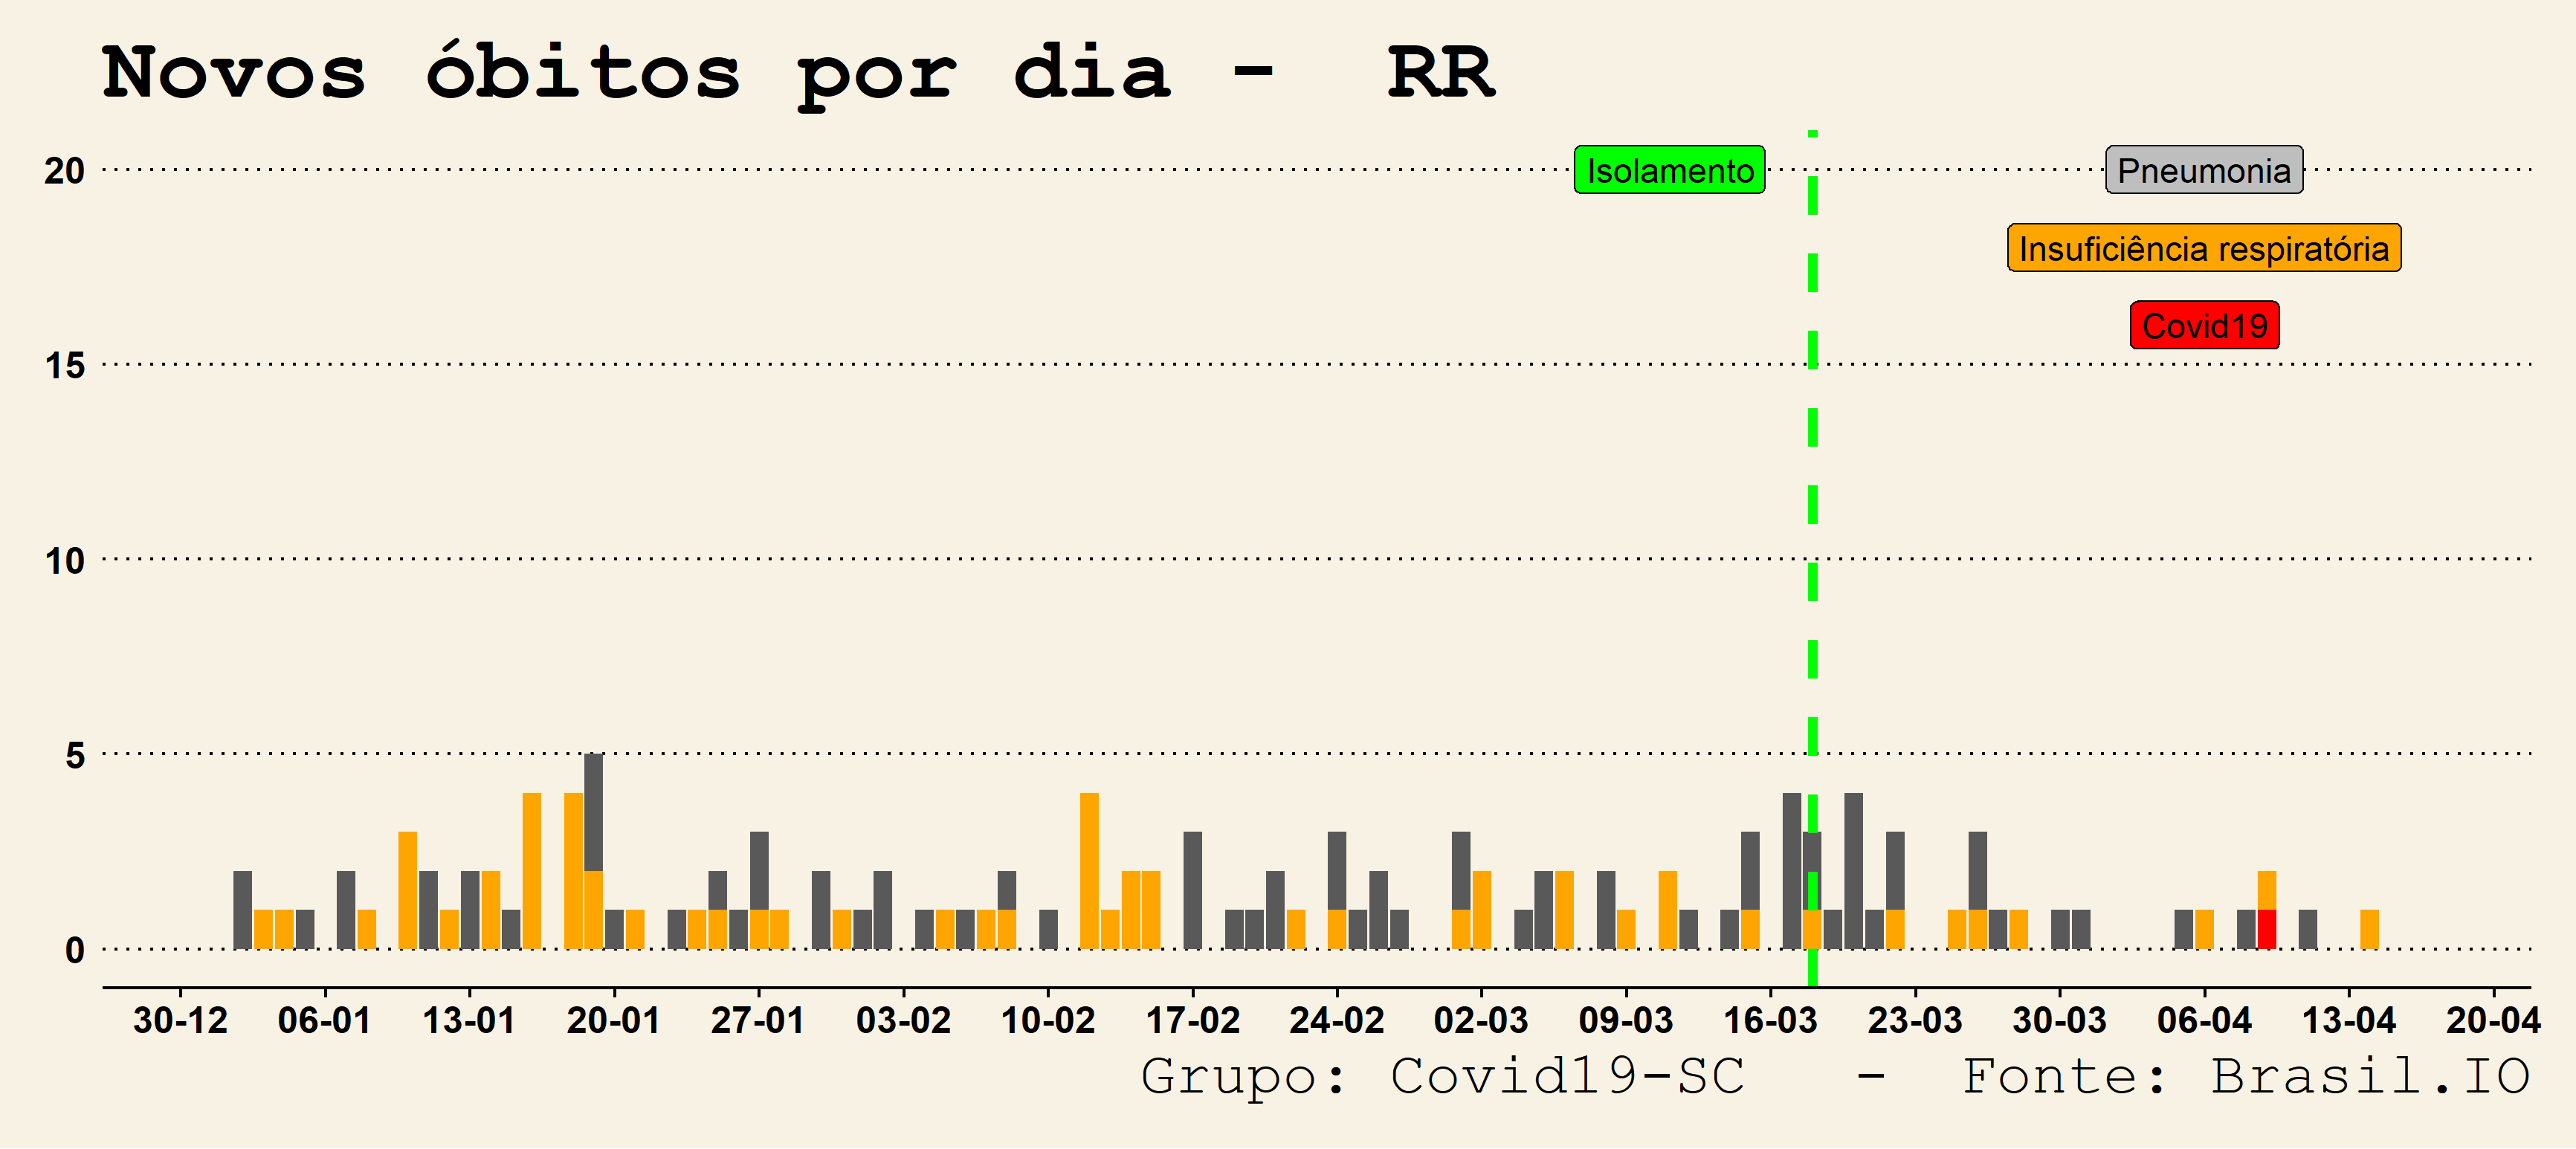 Novos óbitos por dia - RR
20
Isolamento
Pneumonia
Insuficiência respiratória
Covid19
15
10
5
0
30-12 06-01 13-01 20-01 27-01 03-02 10-02 17-02 24-02 02-03 09-03 16-03 23-03 30-03 06-04 13-04 20-04
Grupo: Covid19-SC - Fonte: Brasil.IO